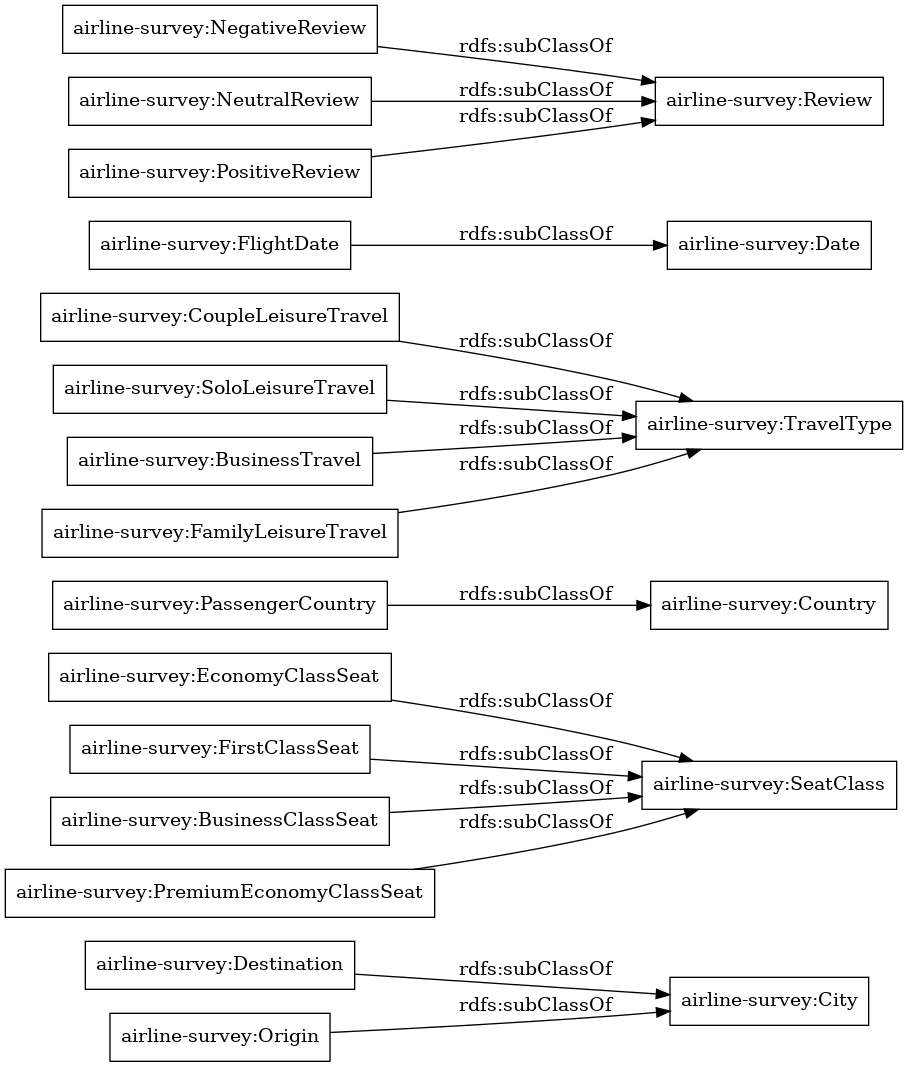 airline-survey:NegativeReview
rdfs:subClassOf
airline-survey:NeutralReview
rdfs:subClassOf
airline-survey:Review
rdfs:subClassOf
airline-survey:PositiveReview
airline-survey:FlightDate
rdfs:subClassOf
airline-survey:Date
airline-survey:CoupleLeisureTravel
rdfs:subClassOf
airline-survey:SoloLeisureTravel
rdfs:subClassOf
airline-survey:TravelType
rdfs:subClassOf
airline-survey:BusinessTravel
rdfs:subClassOf
airline-survey:FamilyLeisureTravel
airline-survey:PassengerCountry
rdfs:subClassOf
airline-survey:Country
airline-survey:EconomyClassSeat
rdfs:subClassOf
airline-survey:FirstClassSeat
rdfs:subClassOf
airline-survey:SeatClass
rdfs:subClassOf
airline-survey:BusinessClassSeat
rdfs:subClassOf
airline-survey:PremiumEconomyClassSeat
airline-survey:Destination
rdfs:subClassOf
airline-survey:City
rdfs:subClassOf
airline-survey:Origin